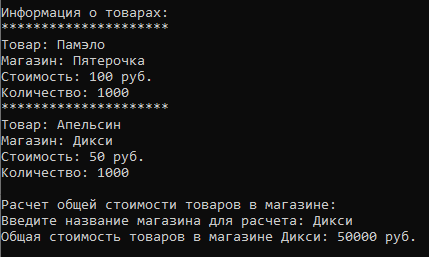 Информация о товарах:
*********************
Товар: Памэло
Магазин: Пятерочка
Стоимость: 100 руб.
Количество: 1000
*********************
Товар: Апельсин
Магазин: Дикси
Стоимость: 50 руб.
Количество: 1000
Расчет общей стоимости товаров в магазине:
Введите название магазина для расчета: Дикси
Общая стоимость товаров в магазине Дикси: 50000 руб.